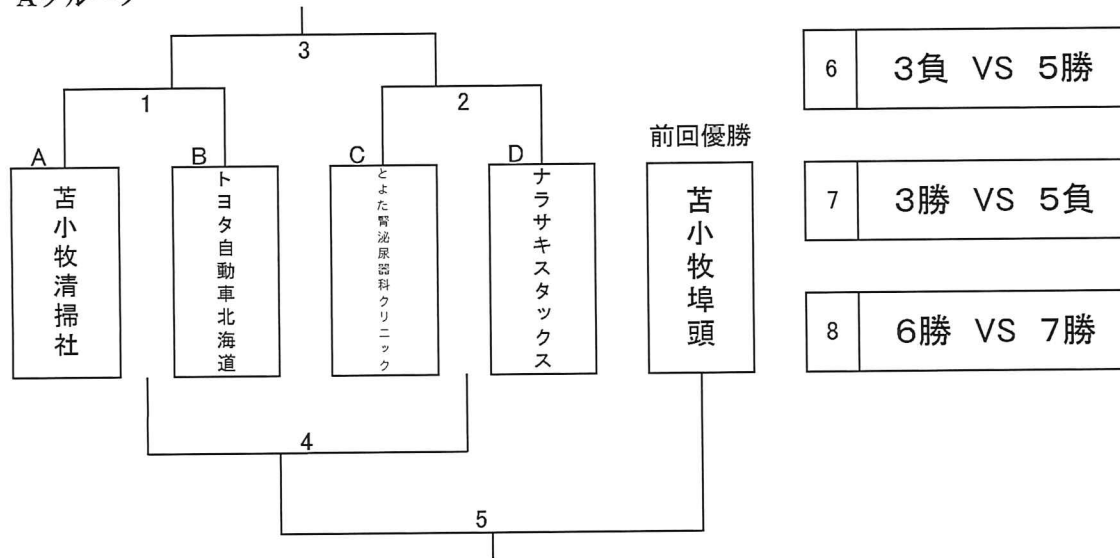 Aグループ
3
1
2
A
苫小牧清掃社
B
トヨタ自動車北海道
C
とよた腎泌尿器科クリニック
D
ナラサキスタックス
前回優勝
苫小牧埠頭
4
5
6 3負 VS 5勝
7 3勝 VS 5負
8 6勝 VS 7勝